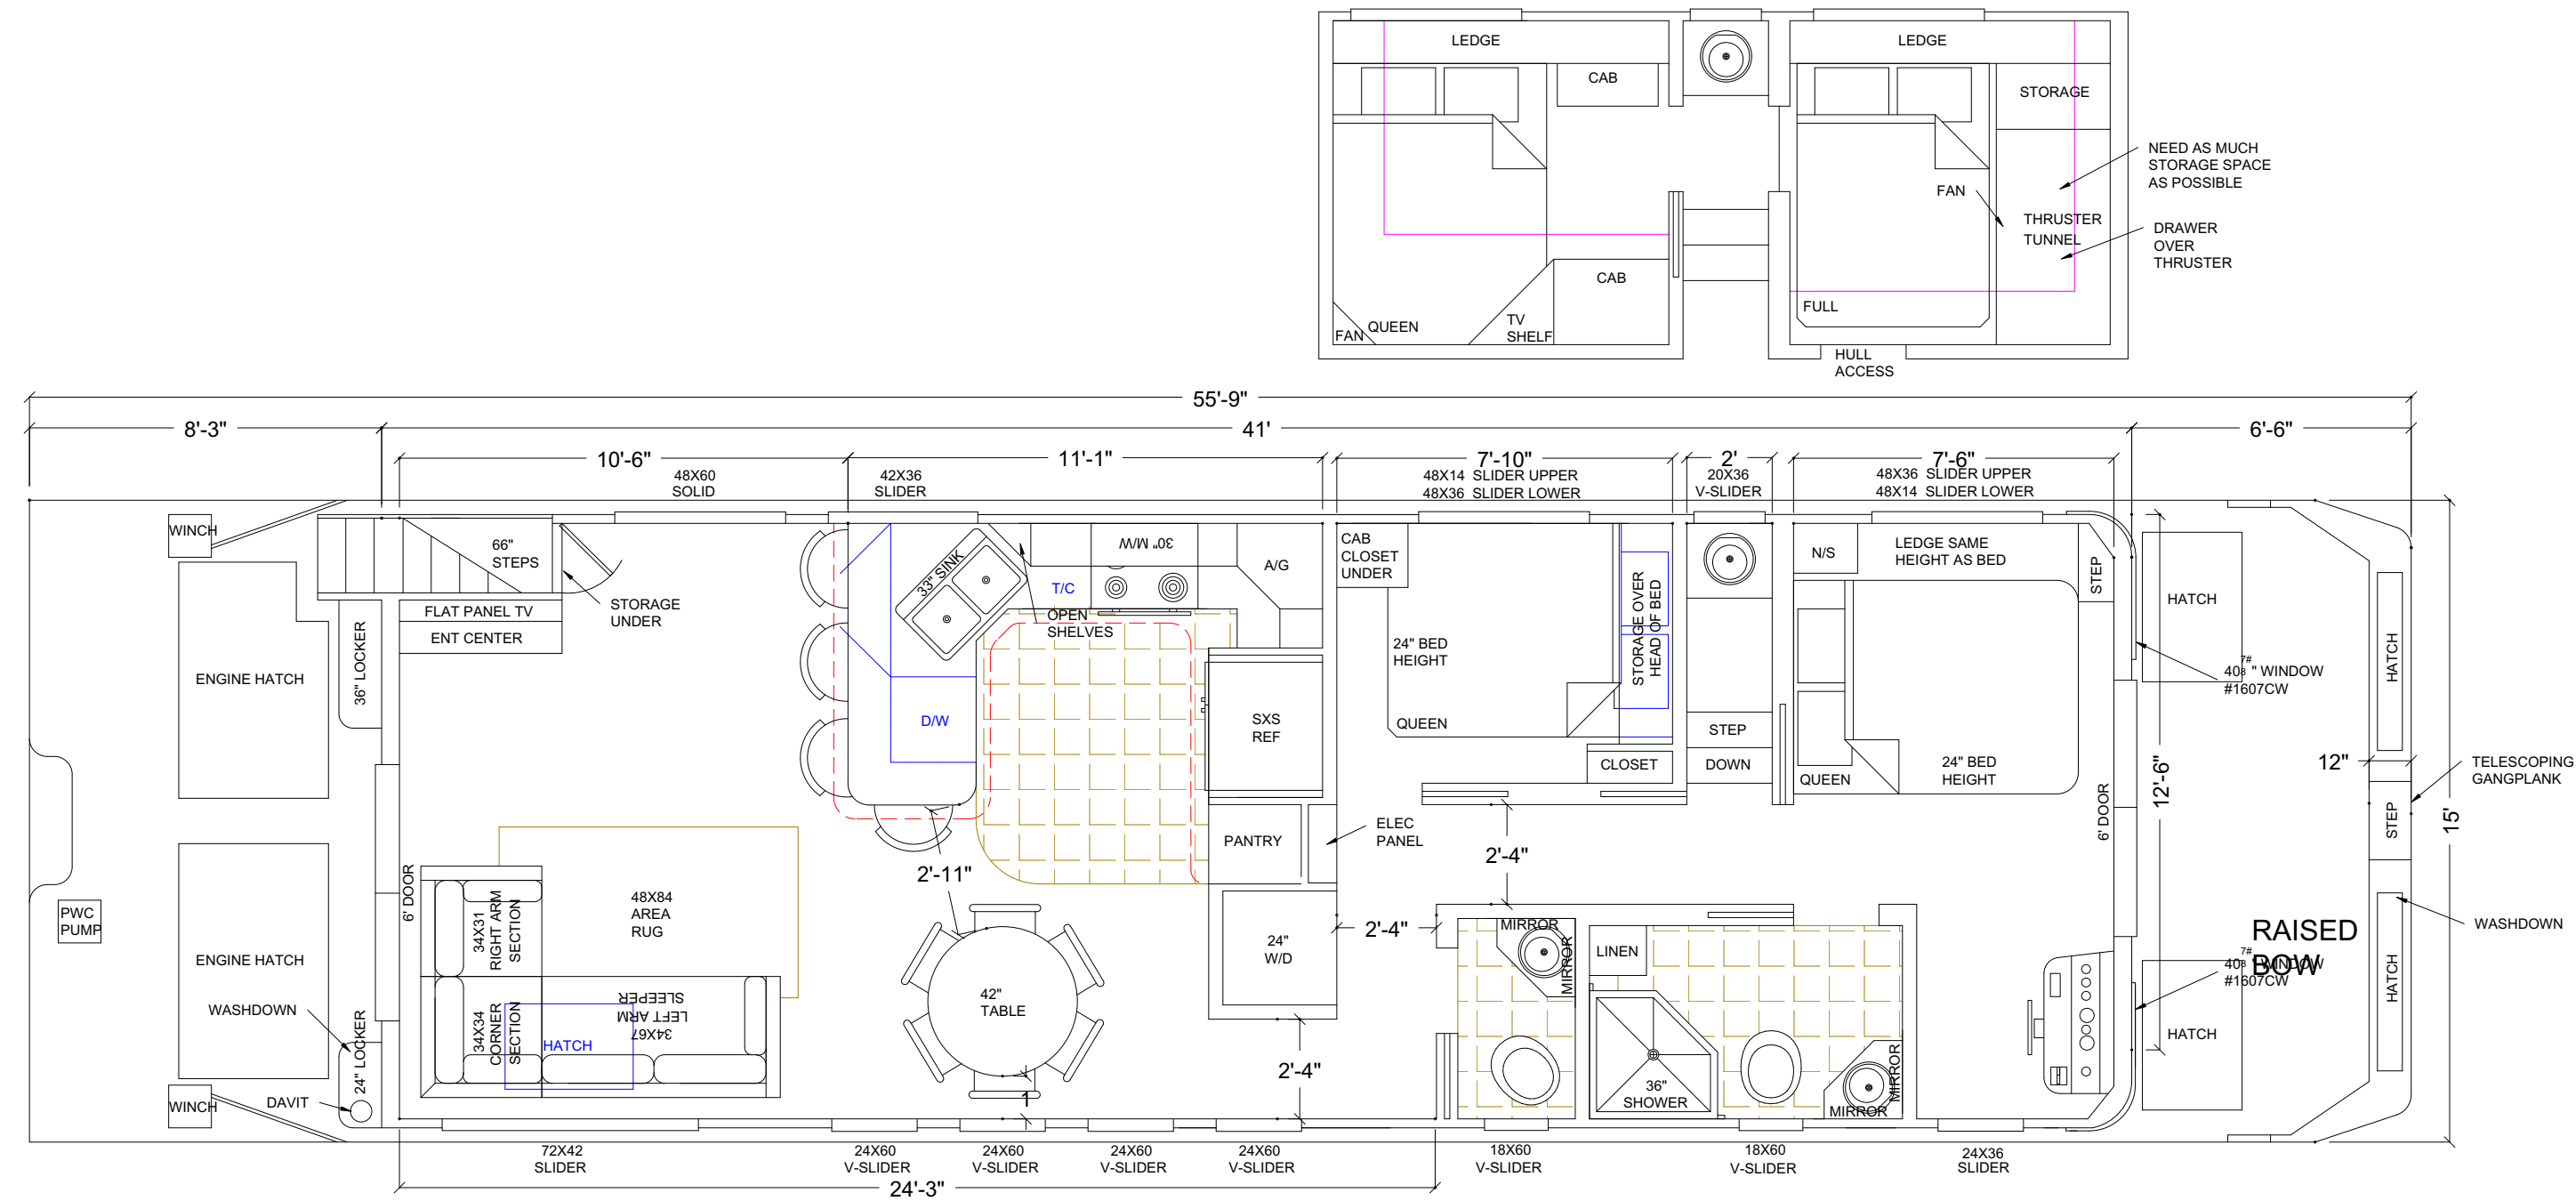 LEDGE
LEDGE
CAB
STORAGE
NEED AS MUCH
STORAGE SPACE
AS POSSIBLE
FAN
THRUSTER
TUNNEL
DRAWER
OVER
THRUSTER
CAB
FULL
TV
SHELF
FAN
QUEEN
HULL
ACCESS
55'-9"
8'-3"
41'
6'-6"
10'-6"
11'-1"
7'-10"
2'
7'-6"
48X60
SOLID
42X36
SLIDER
48X14 SLIDER UPPER
48X36 SLIDER LOWER
20X36
V-SLIDER
48X36 SLIDER UPPER
48X14 SLIDER LOWER
WINCH
66"
STEPS
STORAGE
UNDER
FLAT PANEL TV
ENT CENTER
36" LOCKER
ENGINE HATCH
33" SINK
30" M/W
T/C
A/G
OPEN
SHELVES
D/W
SXS
REF
CAB
CLOSET
UNDER
24" BED
HEIGHT
QUEEN
STORAGE OVER
HEAD OF BED
CLOSET
STEP
DOWN
N/S
LEDGE SAME
HEIGHT AS BED
STEP
24" BED
HEIGHT
QUEEN
HATCH
HATCH
40 7# 8 " WINDOW
#1607CW
TELESCOPING
GANGPLANK
12"
12'-6"
15'
STEP
6' DOOR
PANTRY
ELEC
PANEL
2'-4"
2'-11"
2'-4"
6' DOOR
48X84
AREA
RUG
34X31
RIGHT ARM
SECTION
34X34
CORNER
SECTION
34X67
LEFT ARM
SLEEPER
HATCH
PWC
PUMP
ENGINE HATCH
WASHDOWN
24" LOCKER
DAVIT
WINCH
42"
TABLE
24"
W/D
2'-4"
1
MIRROR
MIRROR
LINEN
36"
SHOWER
MIRROR
MIRROR
RAISED
BOW
40 7# 8 " WINDOW
#1607CW
HATCH
HATCH
WASHDOWN
72X42
SLIDER
24X60
V-SLIDER
24X60
V-SLIDER
24X60
V-SLIDER
24X60
V-SLIDER
18X60
V-SLIDER
18X60
V-SLIDER
24X36
SLIDER
24'-3"